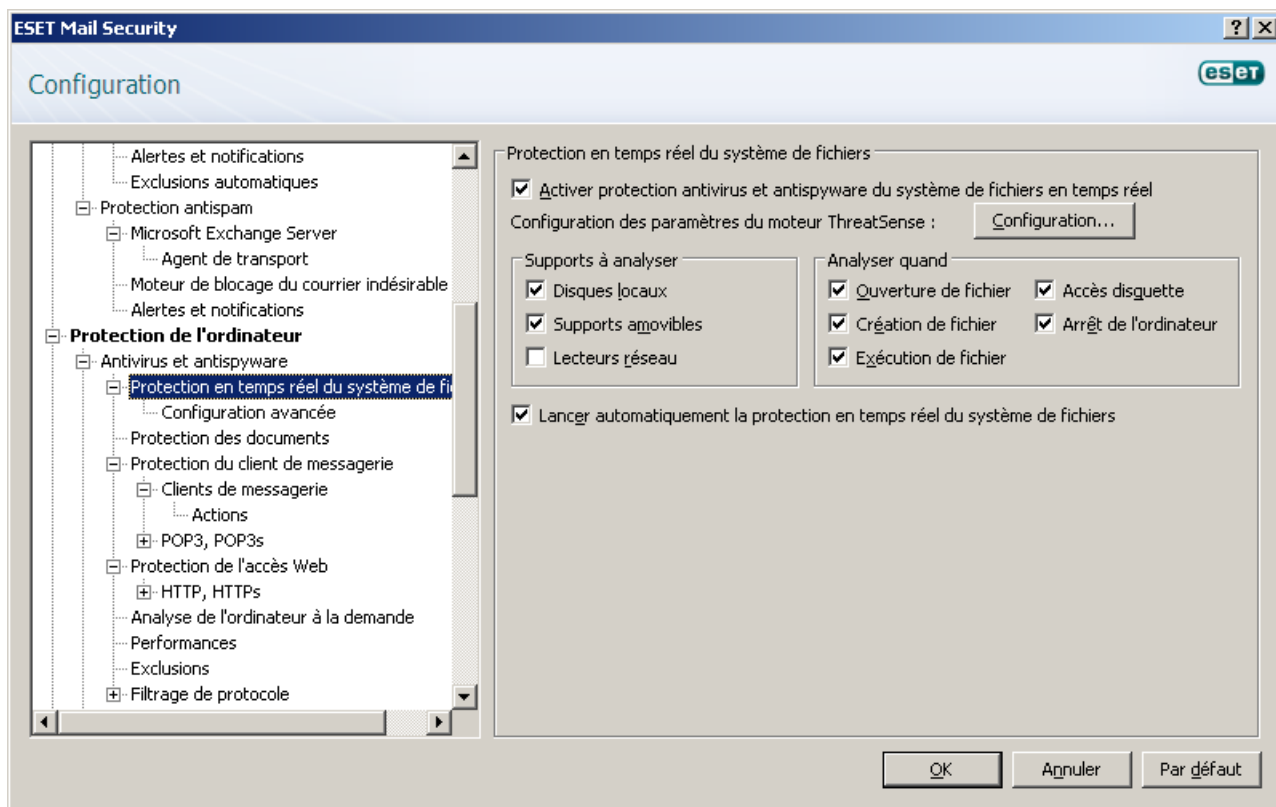 ESET Mail Security
Configuration
eset
Alertes et notifications
Exclusions automatiques
Protection antispam
Microsoft Exchange Server
Agent de transport
Moteur de blocage du courrier indésirable
Alertes et notifications
Protection de l'ordinateur
Antivirus et antispyware
Protection en temps réel du système de fi
Configuration avancée
Protection des documents
Protection du client de messagerie
Clients de messagerie
Actions
POP3, POP3s
Protection de l'accès Web
HTTP, HTTPs
Analyse de l'ordinateur à la demande
Performances
Exclusions
Filtrage de protocole
Protection en temps réel du système de fichiers
Activer protection antivirus et antispyware du système de fichiers en temps réel
Configuration des paramètres du moteur ThreatSense : Configuration...
Supports à analyser
Disques locaux
Supports amovibles
Lecteurs réseau
Analyser quand
Ouverture de fichier Accès disquette
Création de fichier Arrêt de l'ordinateur
Exécution de fichier
Lancer automatiquement la protection en temps réel du système de fichiers
OK Annuler Par défaut